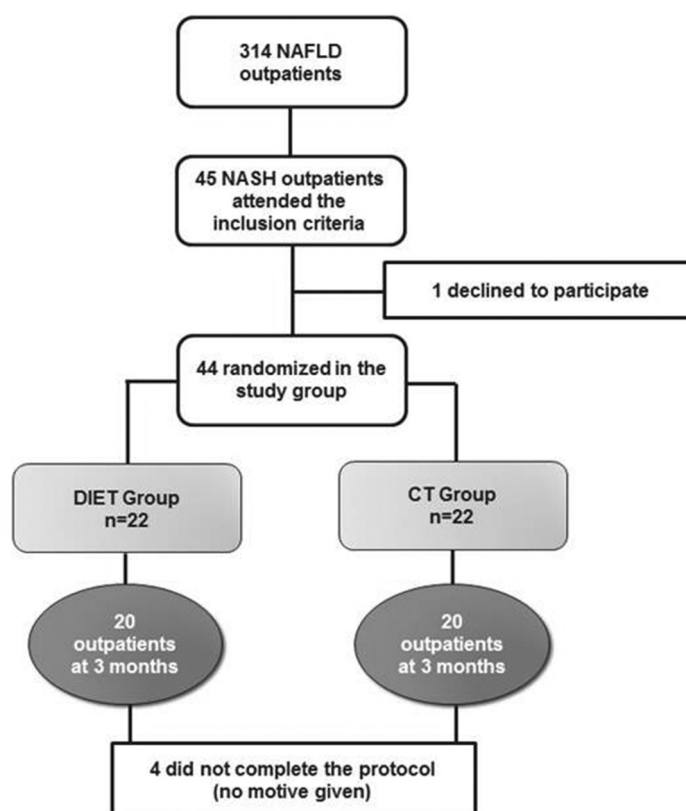 314 NAFLD
outpatients
45 NASH outpatients
attended the
inclusion criteria
1 declined to participate
44 randomized in the
study group
DIET Group
n=22
CT Group
n=22
20
outpatients
at 3 months
20
outpatients
at 3 months
4 did not complete the protocol
(no motive given)